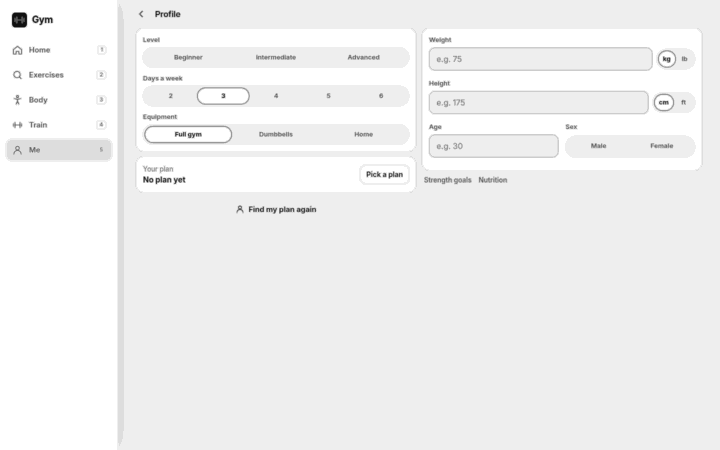 Gym
Home 1
Exercises 2
Body 3
Train 4
Me 5
Profile
Level
Beginner Intermediate Advanced
Days a week
2 3 4 5 6
Equipment
Full gym Dumbbells Home
Your plan
No plan yet
Pick a plan
Find my plan again
Weight
e.g. 75 kg lb
Height
e.g. 175 cm ft
Age Sex
e.g. 30 Male Female
Strength goals Nutrition